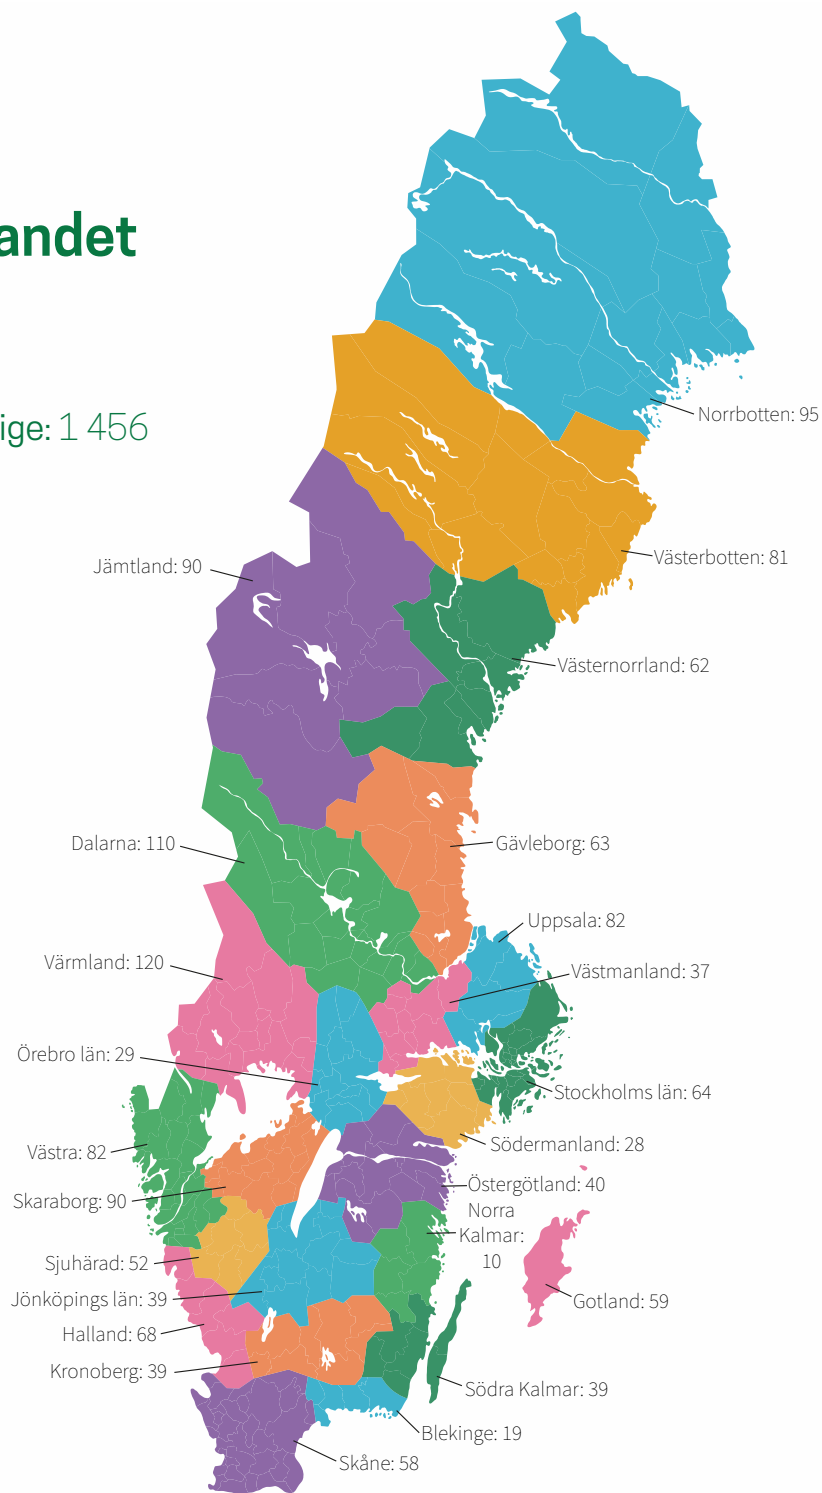 andet
ige: 1 456
Norrbotten: 95
Västerbotten: 81
Jämtland: 90
Västernorrland: 62
Dalarna: 110
Gävleborg: 63
Uppsala: 82
Värmland: 120
Västmanland: 37
Örebro län: 29
Stockholms län: 64
Södermanland: 28
Västra: 82
Östergötland: 40
Skaraborg: 90
Norra
Kalmar:
10
Sjuhärad: 52
Jönköpings län: 39
Gotland: 59
Halland: 68
Kronoberg: 39
Södra Kalmar: 39
Blekinge: 19
Skåne: 58